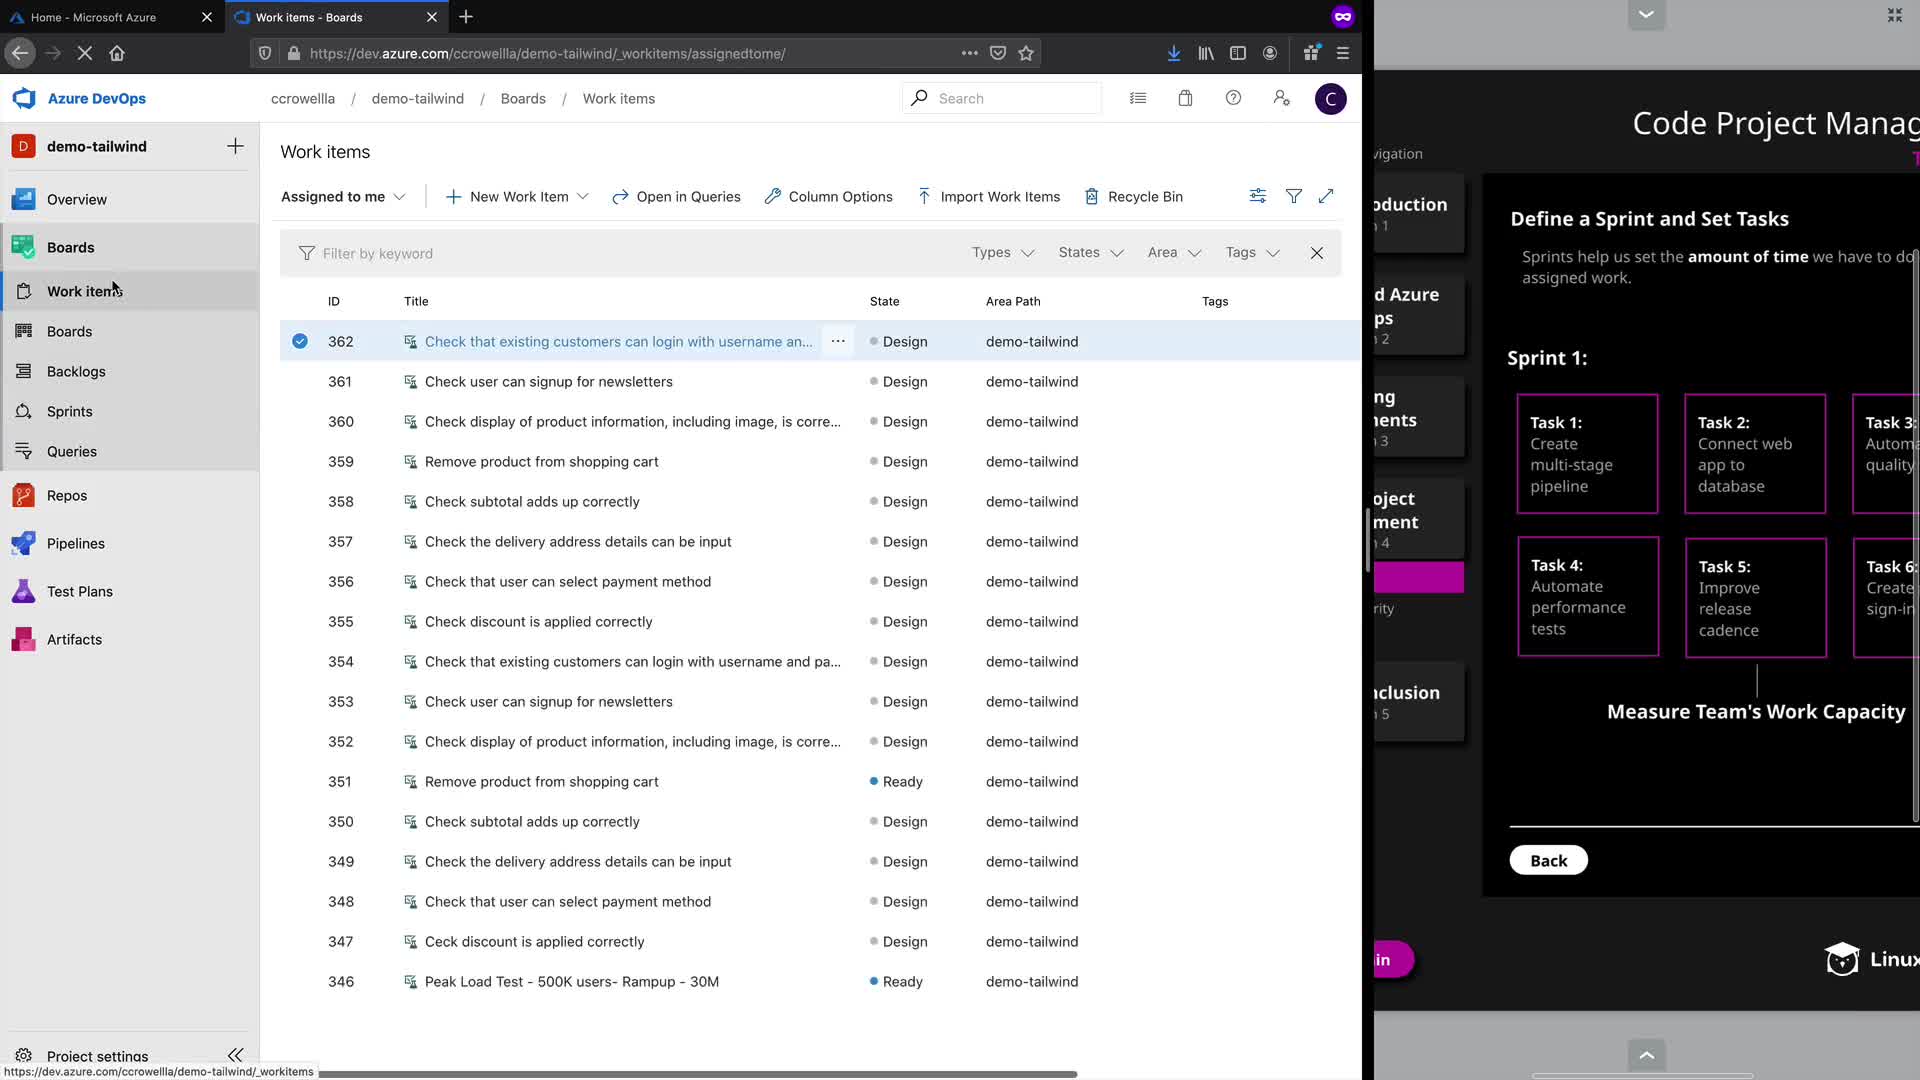 Home - Microsoft Azure
Work items - Boards
https://dev.azure.com/ccrowellla/demo-tailwind/_workitems/assignedtome/
Azure DevOps
ccrowellla / demo-tailwind / Boards / Work items
Search
C
D demo-tailwind
Overview
Boards
Work items
Boards
Backlogs
Sprints
Queries
Repos
Pipelines
Test Plans
Artifacts
Project settings
https://dev.azure.com/ccrowellla/demo-tailwind/_workitems
Work items
Assigned to me
New Work Item
Open in Queries
Column Options
Import Work Items
Recycle Bin
Filter by keyword
Types
States
Area
Tags
ID Title State Area Path Tags
362 Check that existing customers can login with username an... Design demo-tailwind
361 Check user can signup for newsletters Design demo-tailwind
360 Check display of product information, including image, is corre... Design demo-tailwind
359 Remove product from shopping cart Design demo-tailwind
358 Check subtotal adds up correctly Design demo-tailwind
357 Check the delivery address details can be input Design demo-tailwind
356 Check that user can select payment method Design demo-tailwind
355 Check discount is applied correctly Design demo-tailwind
354 Check that existing customers can login with username and pa... Design demo-tailwind
353 Check user can signup for newsletters Design demo-tailwind
352 Check display of product information, including image, is corre... Design demo-tailwind
351 Remove product from shopping cart Ready demo-tailwind
350 Check subtotal adds up correctly Design demo-tailwind
349 Check the delivery address details can be input Design demo-tailwind
348 Check that user can select payment method Design demo-tailwind
347 Ceck discount is applied correctly Design demo-tailwind
346 Peak Load Test - 500K users- Rampup - 30M Ready demo-tailwind
Code Project Manag
T
vigation
oduction
n 1
d Azure
ps
n 2
ng
nents
n 3
oject
ment
n 4
rity
nclusion
n 5
in
Define a Sprint and Set Tasks
Sprints help us set the amount of time we have to do
assigned work.
Sprint 1:
Task 1:
Create
multi-stage
pipeline
Task 2:
Connect web
app to
database
Task 3:
Automa
quality
Task 4:
Automate
performance
tests
Task 5:
Improve
release
cadence
Task 6:
Create
sign-in
Measure Team's Work Capacity
Back
Linux